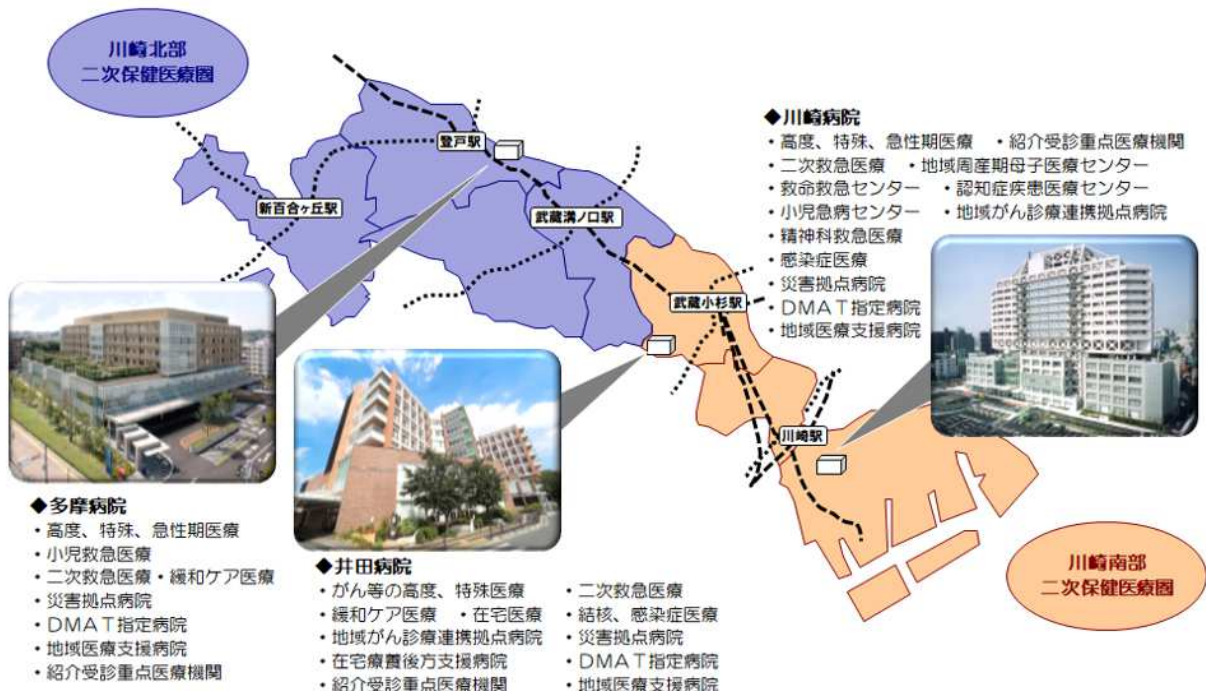 川崎北部
二次保健医療圏
登戸駅
新百合ヶ丘駅
武蔵溝ノ口駅
武蔵小杉駅
川崎駅
◆川崎病院
・高度、特殊、急性期医療 ・紹介受診重点医療機関
・二次救急医療 ・地域周産期母子医療センター
・救命救急センター ・認知症疾患医療センター
・小児急病センター ・地域がん診療連携拠点病院
・精神科救急医療
・感染症医療
・災害拠点病院
・DMAT指定病院
・地域医療支援病院
◆多摩病院
・高度、特殊、急性期医療
・小児救急医療
・二次救急医療・緩和ケア医療
・災害拠点病院
・DMAT指定病院
・地域医療支援病院
・紹介受診重点医療機関
◆井田病院
・がん等の高度、特殊医療 ・二次救急医療
・緩和ケア医療 ・在宅医療 ・結核、感染症医療
・地域がん診療連携拠点病院 ・災害拠点病院
・在宅療養後方支援病院 ・DMAT指定病院
・紹介受診重点医療機関 ・地域医療支援病院
川崎南部
二次保健医療圏